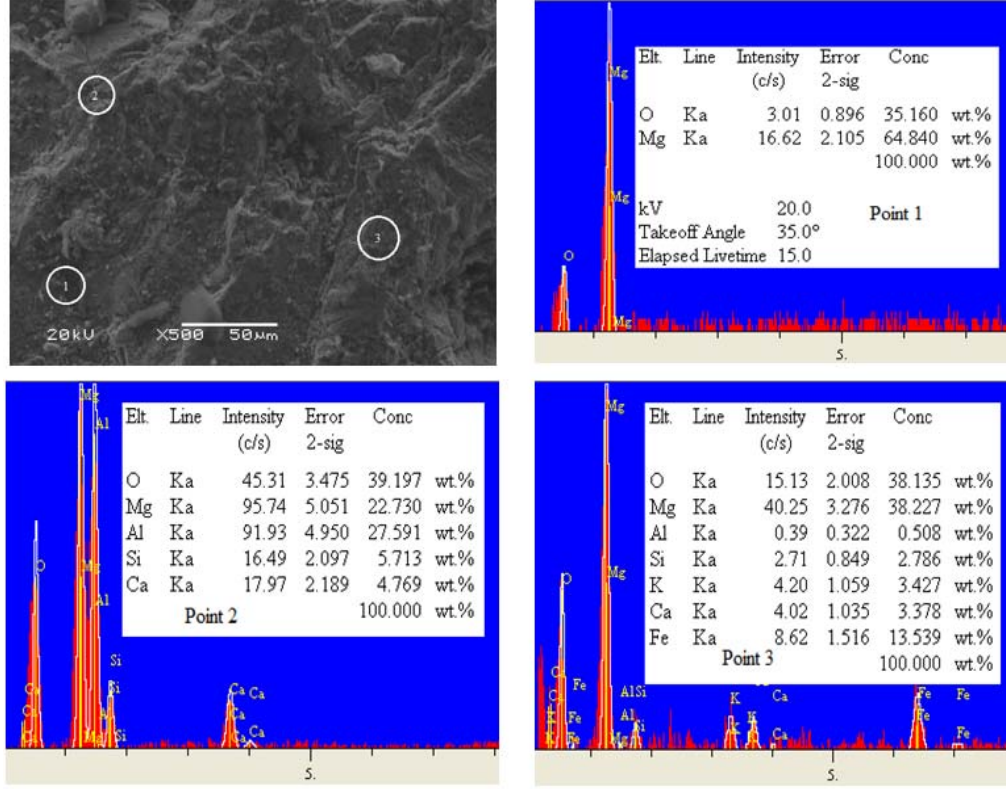 2
3
1
20kU X500 50μm
Elt. Line Intensity Error Conc
(c/s) 2-sig
O Ka 3.01 0.896 35.160 wt.%
Mg Ka 16.62 2.105 64.840 wt.%
100.000 wt.%
kV 20.0
Takeoff Angle 35.0°
Elapsed Livetime 15.0
Point 1
Mg
Mg
O
Mg
5.
Elt. Line Intensity Error Conc
(c/s) 2-sig
O Ka 45.31 3.475 39.197 wt.%
Mg Ka 95.74 5.051 22.730 wt.%
Al Ka 91.93 4.950 27.591 wt.%
Si Ka 16.49 2.097 5.713 wt.%
Ca Ka 17.97 2.189 4.769 wt.%
100.000 wt.%
Point 2
Mg
Al
O
Mg
Al
Si
Si
Ca Ca
Ca
Ca
Si
5.
Elt. Line Intensity Error Conc
(c/s) 2-sig
O Ka 15.13 2.008 38.135 wt.%
Mg Ka 40.25 3.276 38.227 wt.%
Al Ka 0.39 0.322 0.508 wt.%
Si Ka 2.71 0.849 2.786 wt.%
K Ka 4.20 1.059 3.427 wt.%
Ca Ka 4.02 1.035 3.378 wt.%
Fe Ka 8.62 1.516 13.539 wt.%
100.000 wt.%
Point 3
Mg
O
Mg
Fe
Al Si
K
Ca
Fe
Fe
Fe
Al
Si
K
K
Fe
Fe
Mg
Ca
Fe
5.